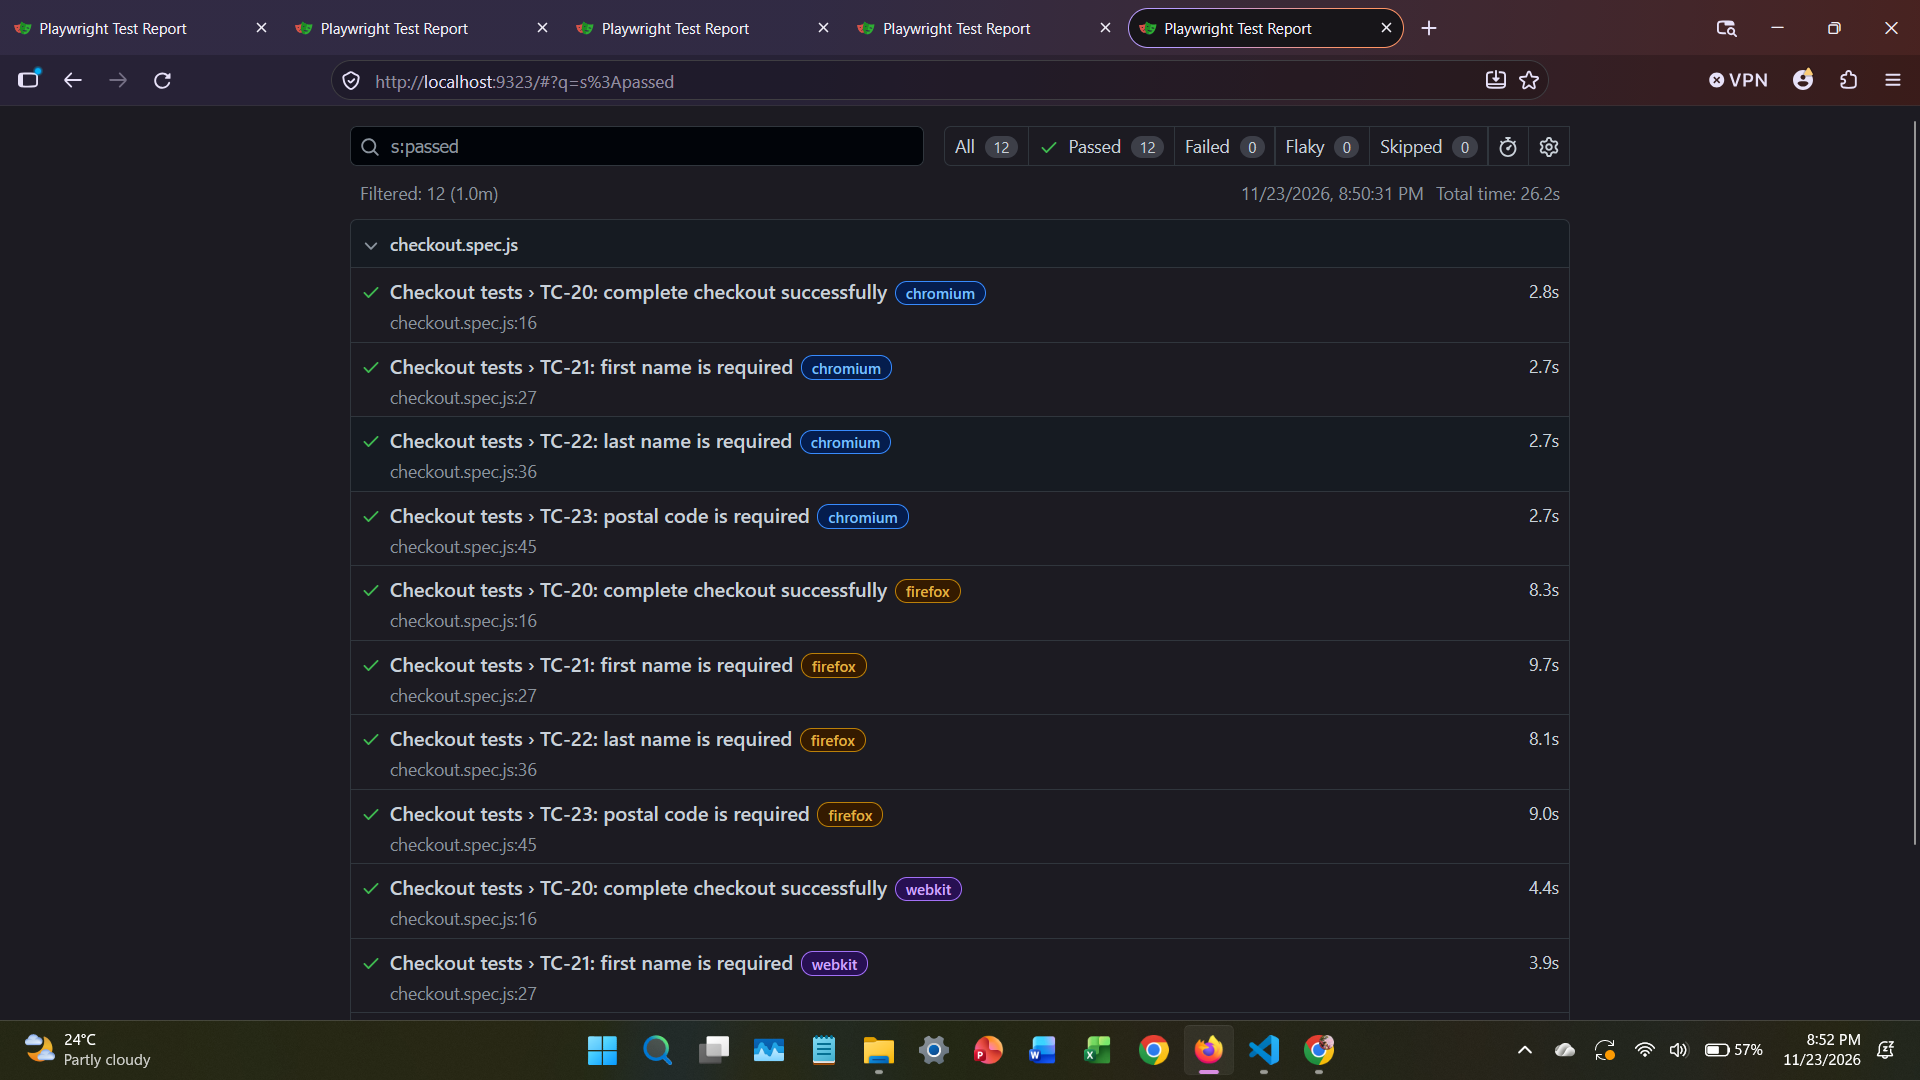 Playwright Test Report
Playwright Test Report
Playwright Test Report
Playwright Test Report
Playwright Test Report
http://localhost:9323/#?q=s%3Apassed
VPN
s:passed
All 12
Passed 12
Failed 0
Flaky 0
Skipped 0
Filtered: 12 (1.0m)
11/23/2026, 8:50:31 PM Total time: 26.2s
checkout.spec.js
Checkout tests › TC-20: complete checkout successfully chromium 2.8s
checkout.spec.js:16
Checkout tests › TC-21: first name is required chromium 2.7s
checkout.spec.js:27
Checkout tests › TC-22: last name is required chromium 2.7s
checkout.spec.js:36
Checkout tests › TC-23: postal code is required chromium 2.7s
checkout.spec.js:45
Checkout tests › TC-20: complete checkout successfully firefox 8.3s
checkout.spec.js:16
Checkout tests › TC-21: first name is required firefox 9.7s
checkout.spec.js:27
Checkout tests › TC-22: last name is required firefox 8.1s
checkout.spec.js:36
Checkout tests › TC-23: postal code is required firefox 9.0s
checkout.spec.js:45
Checkout tests › TC-20: complete checkout successfully webkit 4.4s
checkout.spec.js:16
Checkout tests › TC-21: first name is required webkit 3.9s
checkout.spec.js:27
24°C
Partly cloudy
57%
8:52 PM
11/23/2026